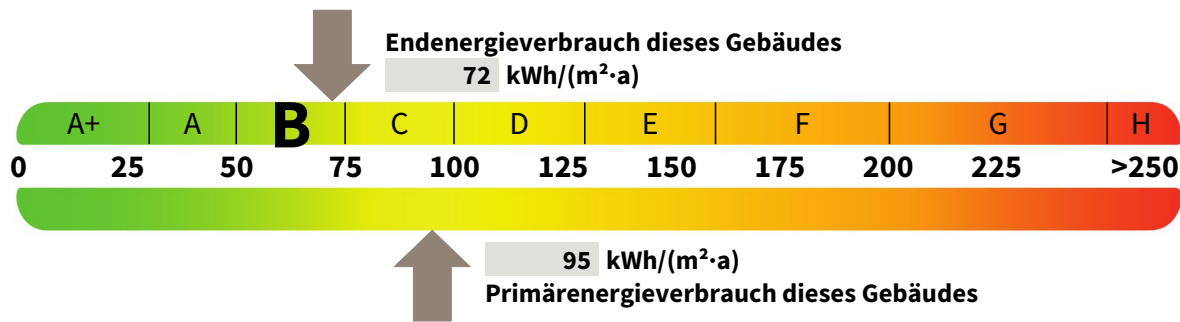 Endenergieverbrauch dieses Gebäudes
72 kWh/(m²·a)
A+ A B C D E F G H
0 25 50 75 100 125 150 175 200 225 >250
95 kWh/(m²·a)
Primärenergieverbrauch dieses Gebäudes